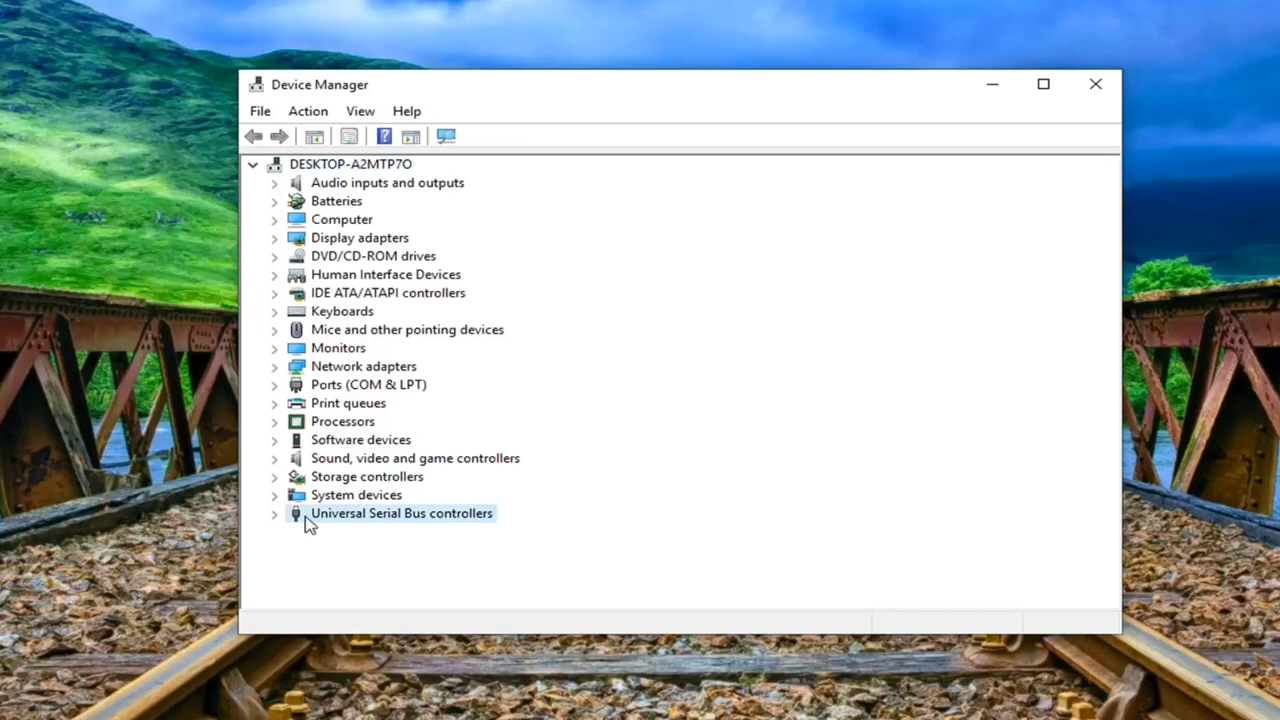 Device Manager
File Action View Help
DESKTOP-A2MTP7O
Audio inputs and outputs
Batteries
Computer
Display adapters
DVD/CD-ROM drives
Human Interface Devices
IDE ATA/ATAPI controllers
Keyboards
Mice and other pointing devices
Monitors
Network adapters
Ports (COM & LPT)
Print queues
Processors
Software devices
Sound, video and game controllers
Storage controllers
System devices
Universal Serial Bus controllers